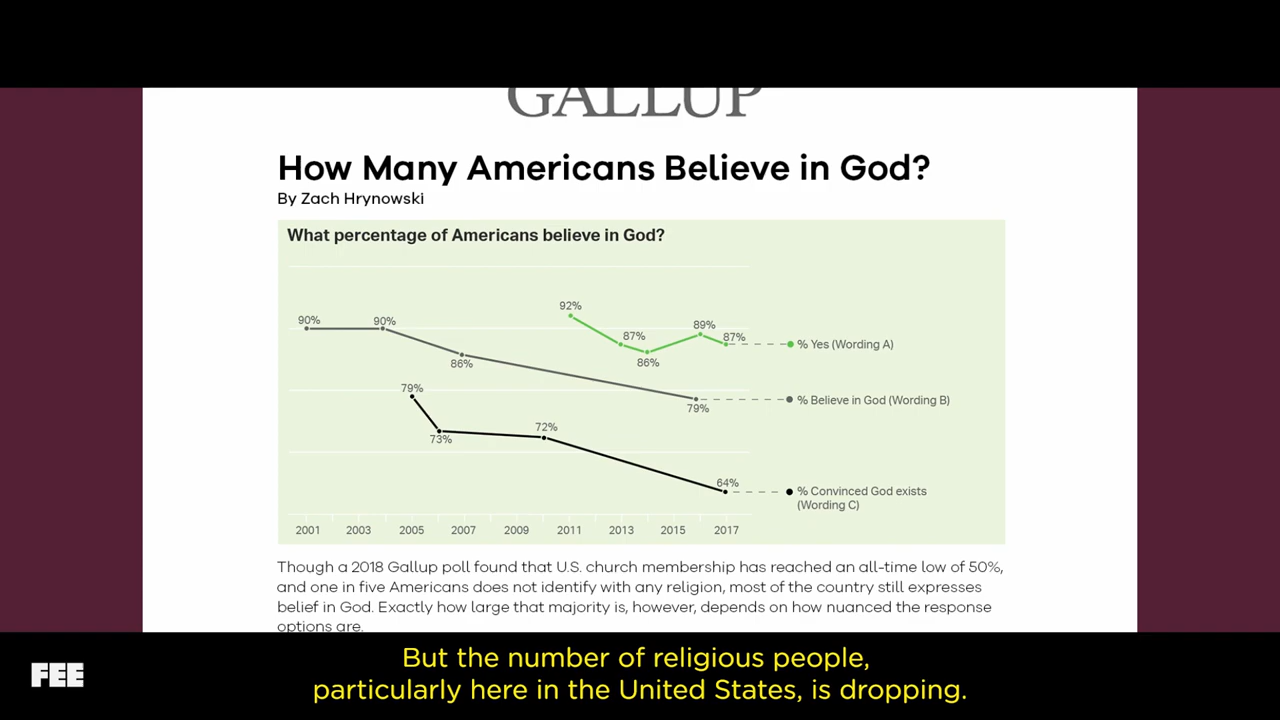 GALLUP
How Many Americans Believe in God?
By Zach Hrynowski
What percentage of Americans believe in God?
92%
90%
90%
87%
89%
87%
86%
86%
% Yes (Wording A)
79%
79%
% Believe in God (Wording B)
73%
72%
64%
% Convinced God exists
(Wording C)
2001 2003 2005 2007 2009 2011 2013 2015 2017
Though a 2018 Gallup poll found that U.S. church membership has reached an all-time low of 50%,
and one in five Americans does not identify with any religion, most of the country still expresses
belief in God. Exactly how large that majority is, however, depends on how nuanced the response
options are.
But the number of religious people,
particularly here in the United States, is dropping.
FEE